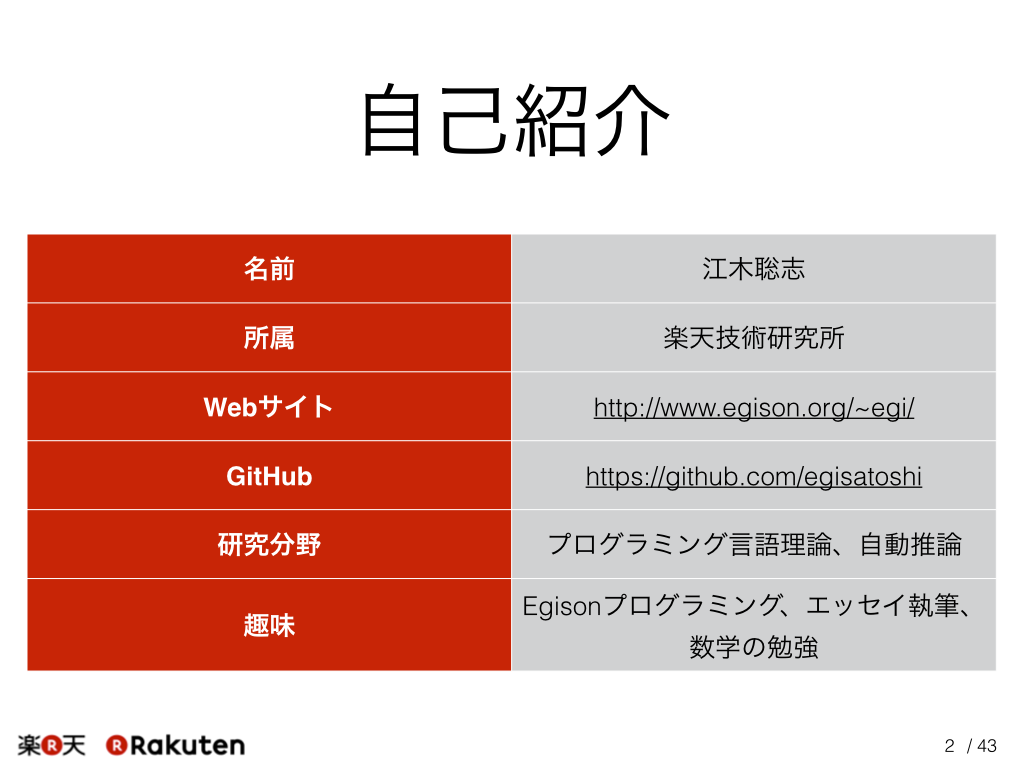 自己紹介
名前 江木聡志
所属 楽天技術研究所
Webサイト http://www.egison.org/~egi/
GitHub https://github.com/egisatoshi
研究分野 プログラミング言語理論、自動推論
趣味 Egisonプログラミング、エッセイ執筆、
数学の勉強
楽R天 R Rakuten 2 / 43